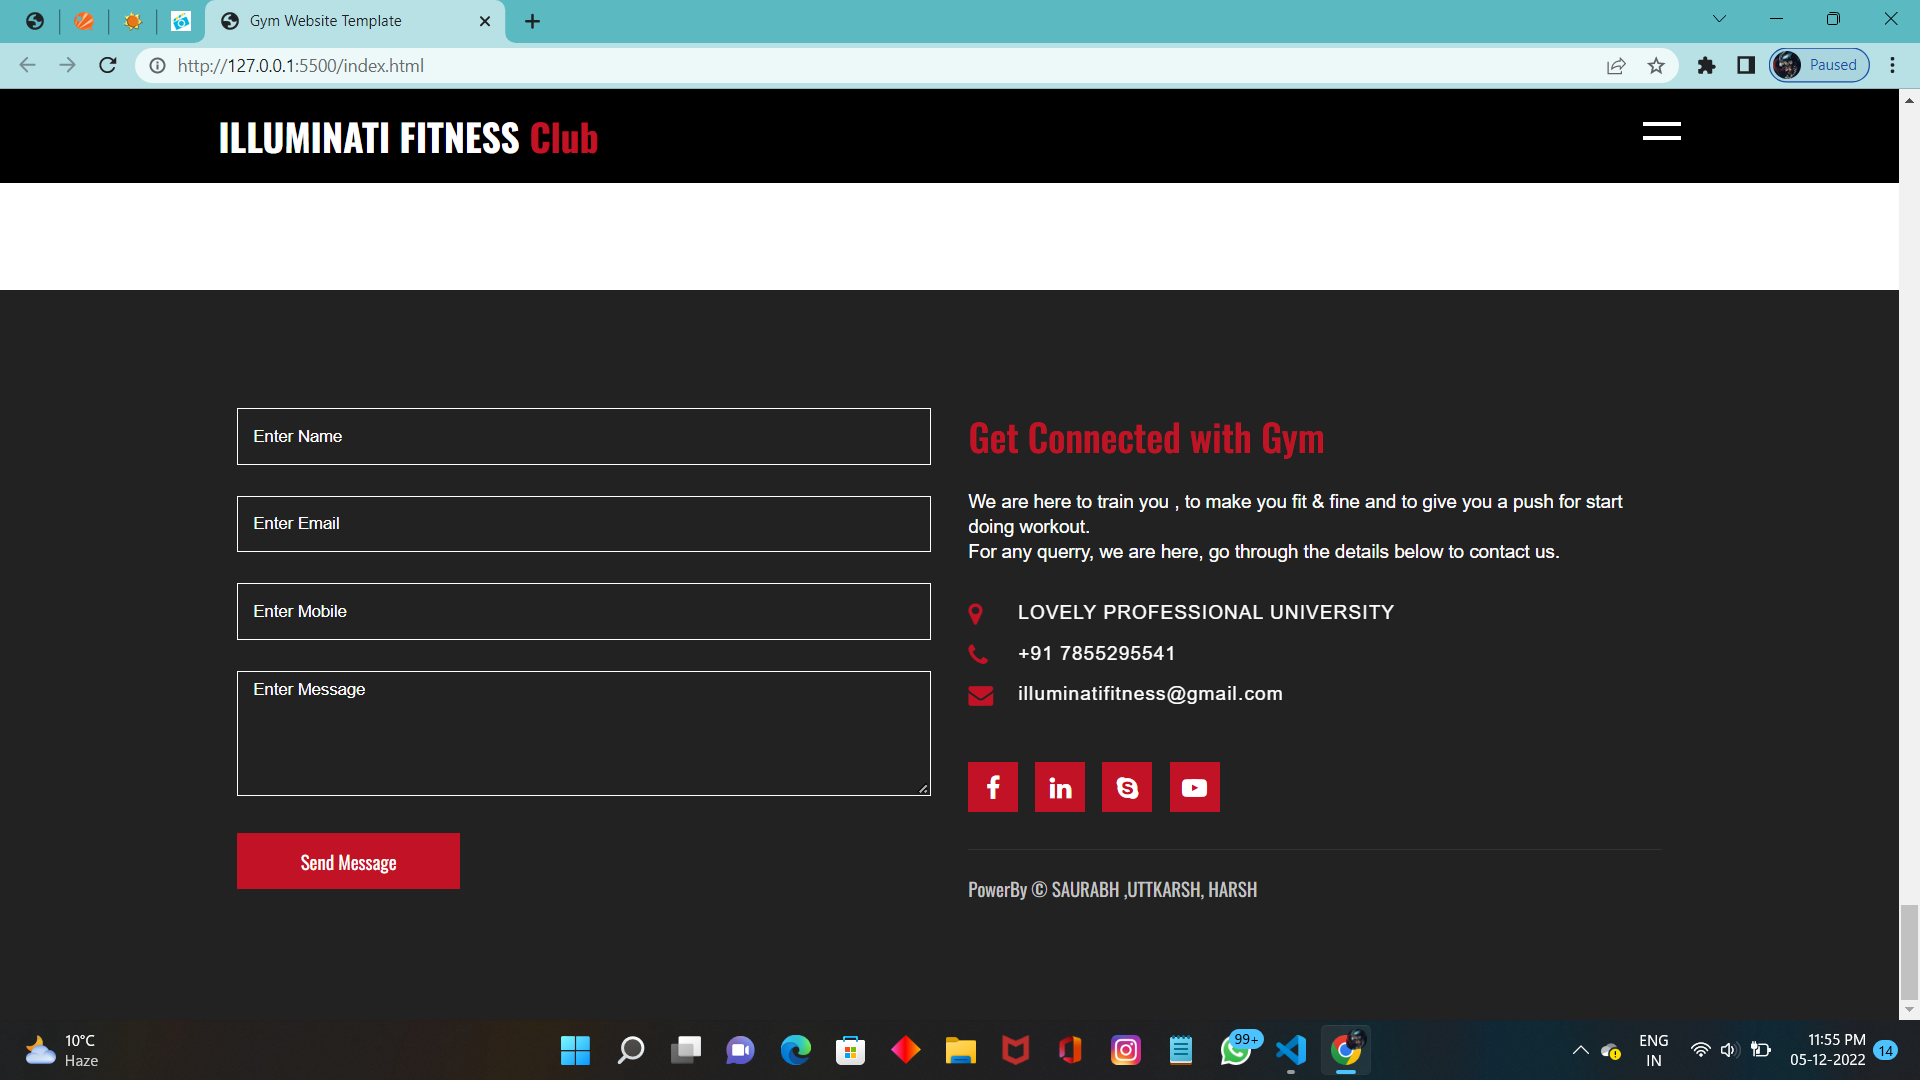 Gym Website Template
http://127.0.0.1:5500/index.html
Paused
ILLUMINATI FITNESS Club
Enter Name
Enter Email
Enter Mobile
Enter Message
Send Message
Get Connected with Gym
We are here to train you , to make you fit & fine and to give you a push for start
doing workout.
For any querry, we are here, go through the details below to contact us.
LOVELY PROFESSIONAL UNIVERSITY
+91 7855295541
illuminatifitness@gmail.com
PowerBy © SAURABH ,UTTKARSH, HARSH
10°C
Haze
99+
ENG
IN
11:55 PM
05-12-2022
14